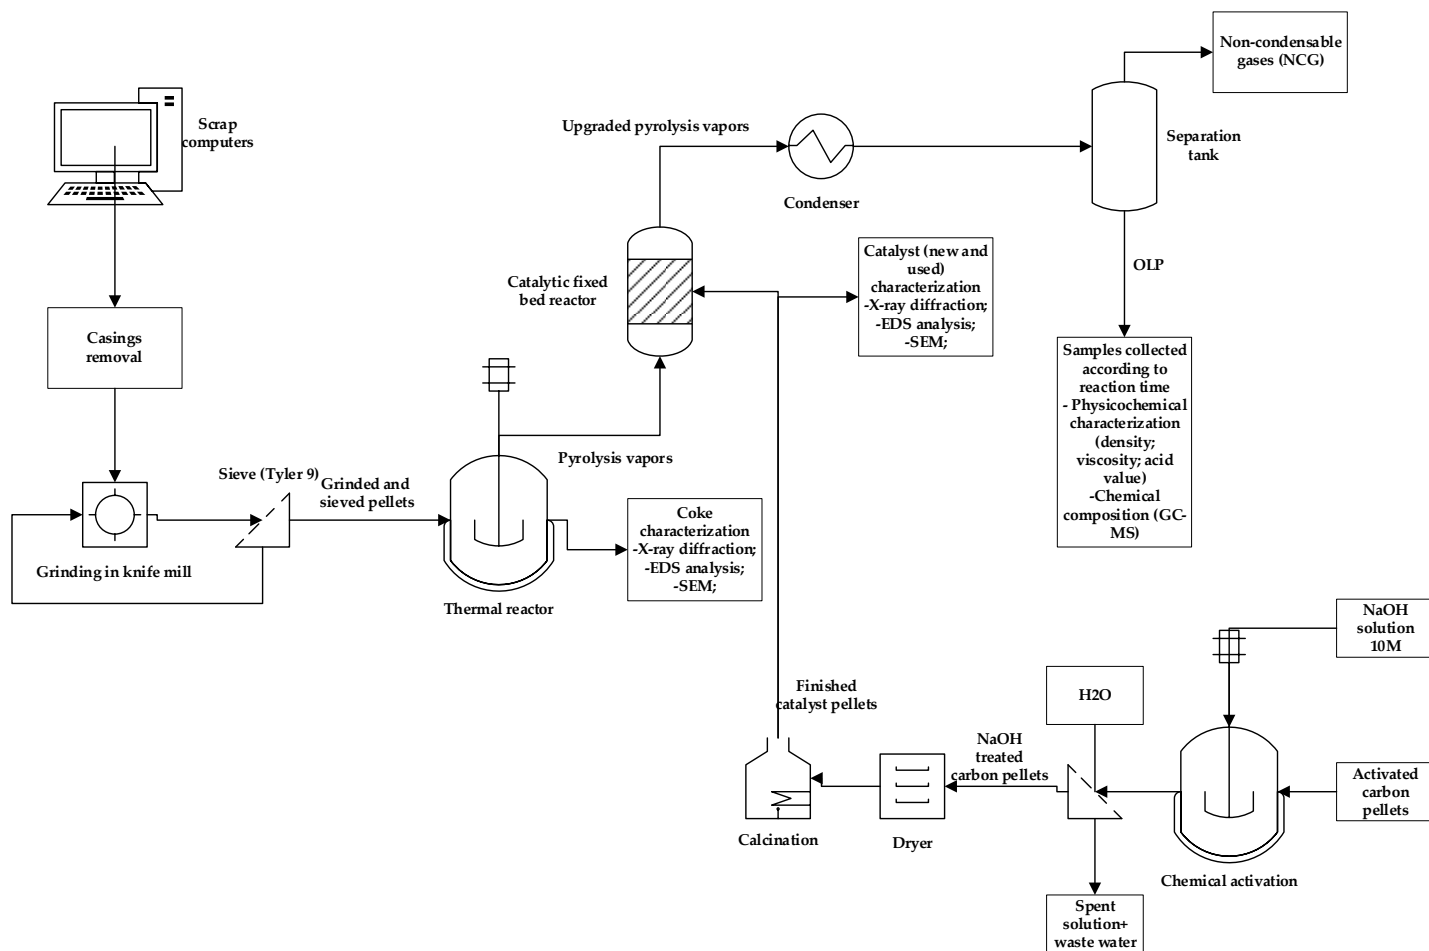 Non-condensable
gases (NCG)
Scrap
computers
Upgraded pyrolysis vapors
Separation
tank
Condenser
Catalytic fixed
bed reactor
Catalyst (new and
used)
characterization
-X-ray diffraction;
-EDS analysis;
-SEM;
OLP
Casings
removal
Samples collected
according to
reaction time
- Physicochemical
characterization
(density;
viscosity; acid
value)
-Chemical
composition (GC-
MS)
Pyrolysis vapors
Sieve (Tyler 9)
Grinded and
sieved pellets
Coke
characterization
-X-ray diffraction;
-EDS analysis;
-SEM;
Grinding in knife mill
Thermal reactor
NaOH
solution
10M
Finished
catalyst pellets
H2O
NaOH
treated
carbon pellets
Activated
carbon
pellets
Calcination
Dryer
Chemical activation
Spent
solution+
waste water